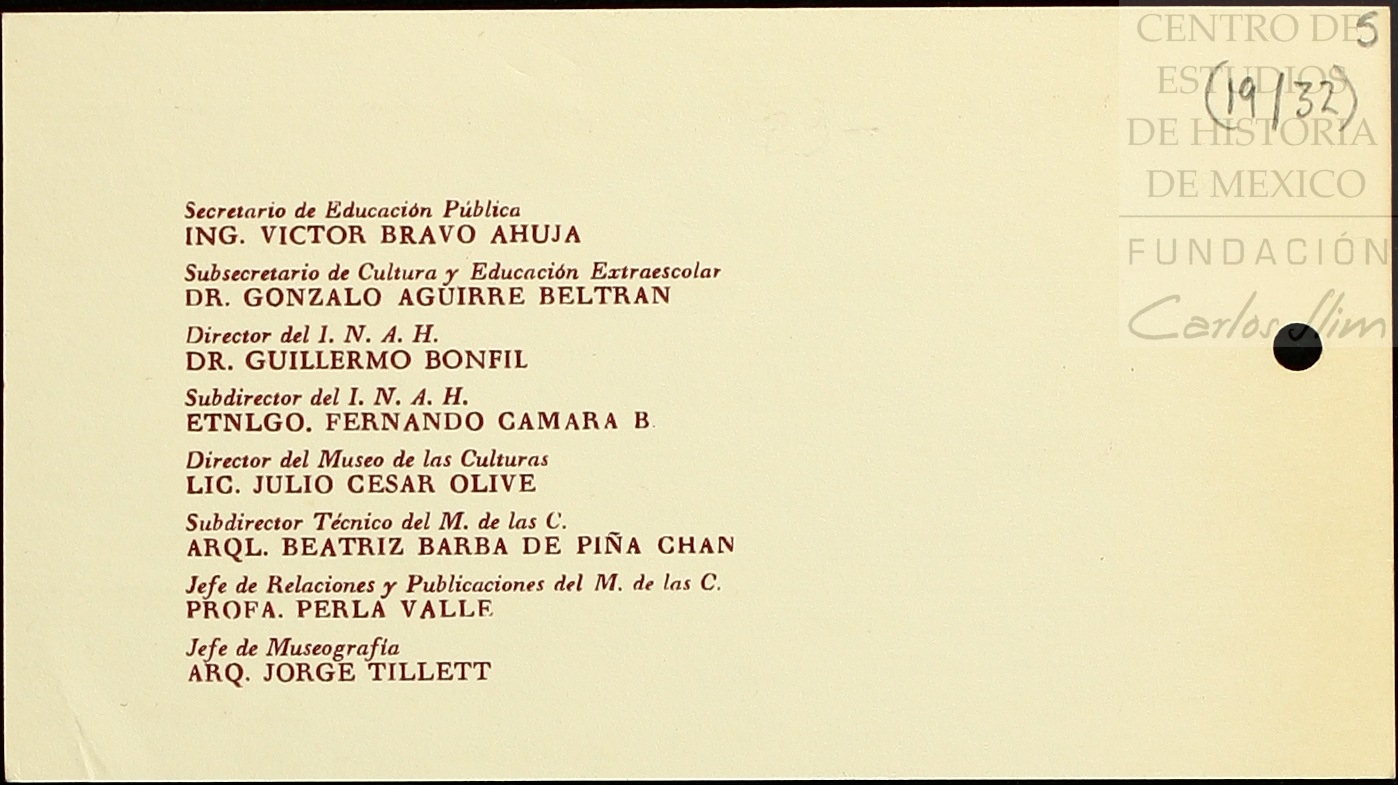 CENTRO DE
ESTUDIOS
DE HISTORIA
DE MEXICO
FUNDACIÓN
Carlos Slim
5
(19/32)
Secretario de Educación Pública
ING. VICTOR BRAVO AHUJA
Subsecretario de Cultura y Educación Extraescolar
DR. GONZALO AGUIRRE BELTRAN
Director del I. N. A. H.
DR. GUILLERMO BONFIL
Subdirector del I. N. A. H.
ETNLGO. FERNANDO CAMARA B.
Director del Museo de las Culturas
LIC. JULIO CESAR OLIVE
Subdirector Técnico del M. de las C.
ARQL. BEATRIZ BARBA DE PIÑA CHAN
Jefe de Relaciones y Publicaciones del M. de las C.
PROFA. PERLA VALLE
Jefe de Museografía
ARQ. JORGE TILLETT